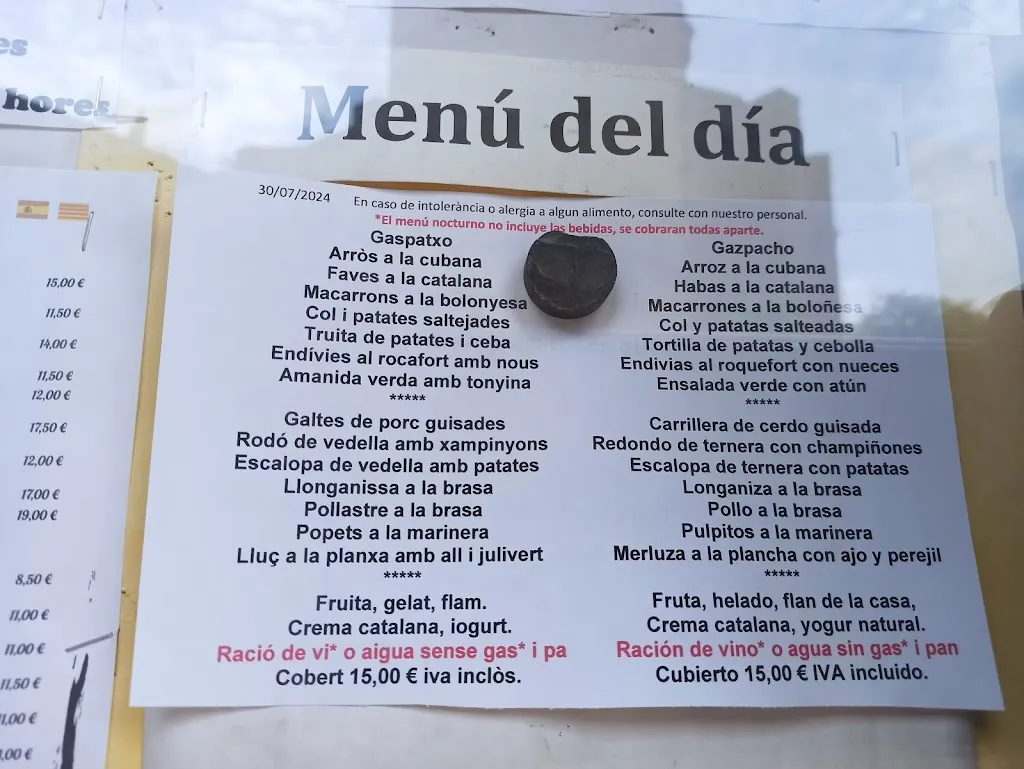 es
hores
Menú del día
30/07/2024
En caso de intolerància o alergia a algun alimento, consulte con nuestro personal.
*El menú nocturno no incluye las bebidas, se cobraran todas aparte.
Gaspatxo
Arròs a la cubana
Faves a la catalana
Macarrons a la bolonyesa
Col i patates saltejades
Truita de patates i ceba
Endívies al rocafort amb nous
Amanida verda amb tonyina
*****
Galtes de porc guisades
Rodó de vedella amb xampinyons
Escalopa de vedella amb patates
Llonganissa a la brasa
Pollastre a la brasa
Popets a la marinera
Lluç a la planxa amb all i julivert
*****
Fruita, gelat, flam.
Crema catalana, iogurt.
Ració de vi* o aigua sense gas* i pa
Cobert 15,00 € iva inclòs.
Gazpacho
Arroz a la cubana
Habas a la catalana
Macarrones a la boloñesa
Col y patatas salteadas
Tortilla de patatas y cebolla
Endivias al roquefort con nueces
Ensalada verde con atún
*****
Carrillera de cerdo guisada
Redondo de ternera con champiñones
Escalopa de ternera con patatas
Longaniza a la brasa
Pollo a la brasa
Pulpitos a la marinera
Merluza a la plancha con ajo y perejil
*****
Fruta, helado, flan de la casa,
Crema catalana, yogur natural.
Ración de vino* o agua sin gas* i pan
Cubierto 15,00 € IVA incluido.
15,00 €
11,50 €
14,00 €
11,50 €
12,00 €
17,50 €
12,00 €
17,00 €
19,00 €
8,50 €
11,00 €
11,00 €
11,50 €
11,00 €
,00 €